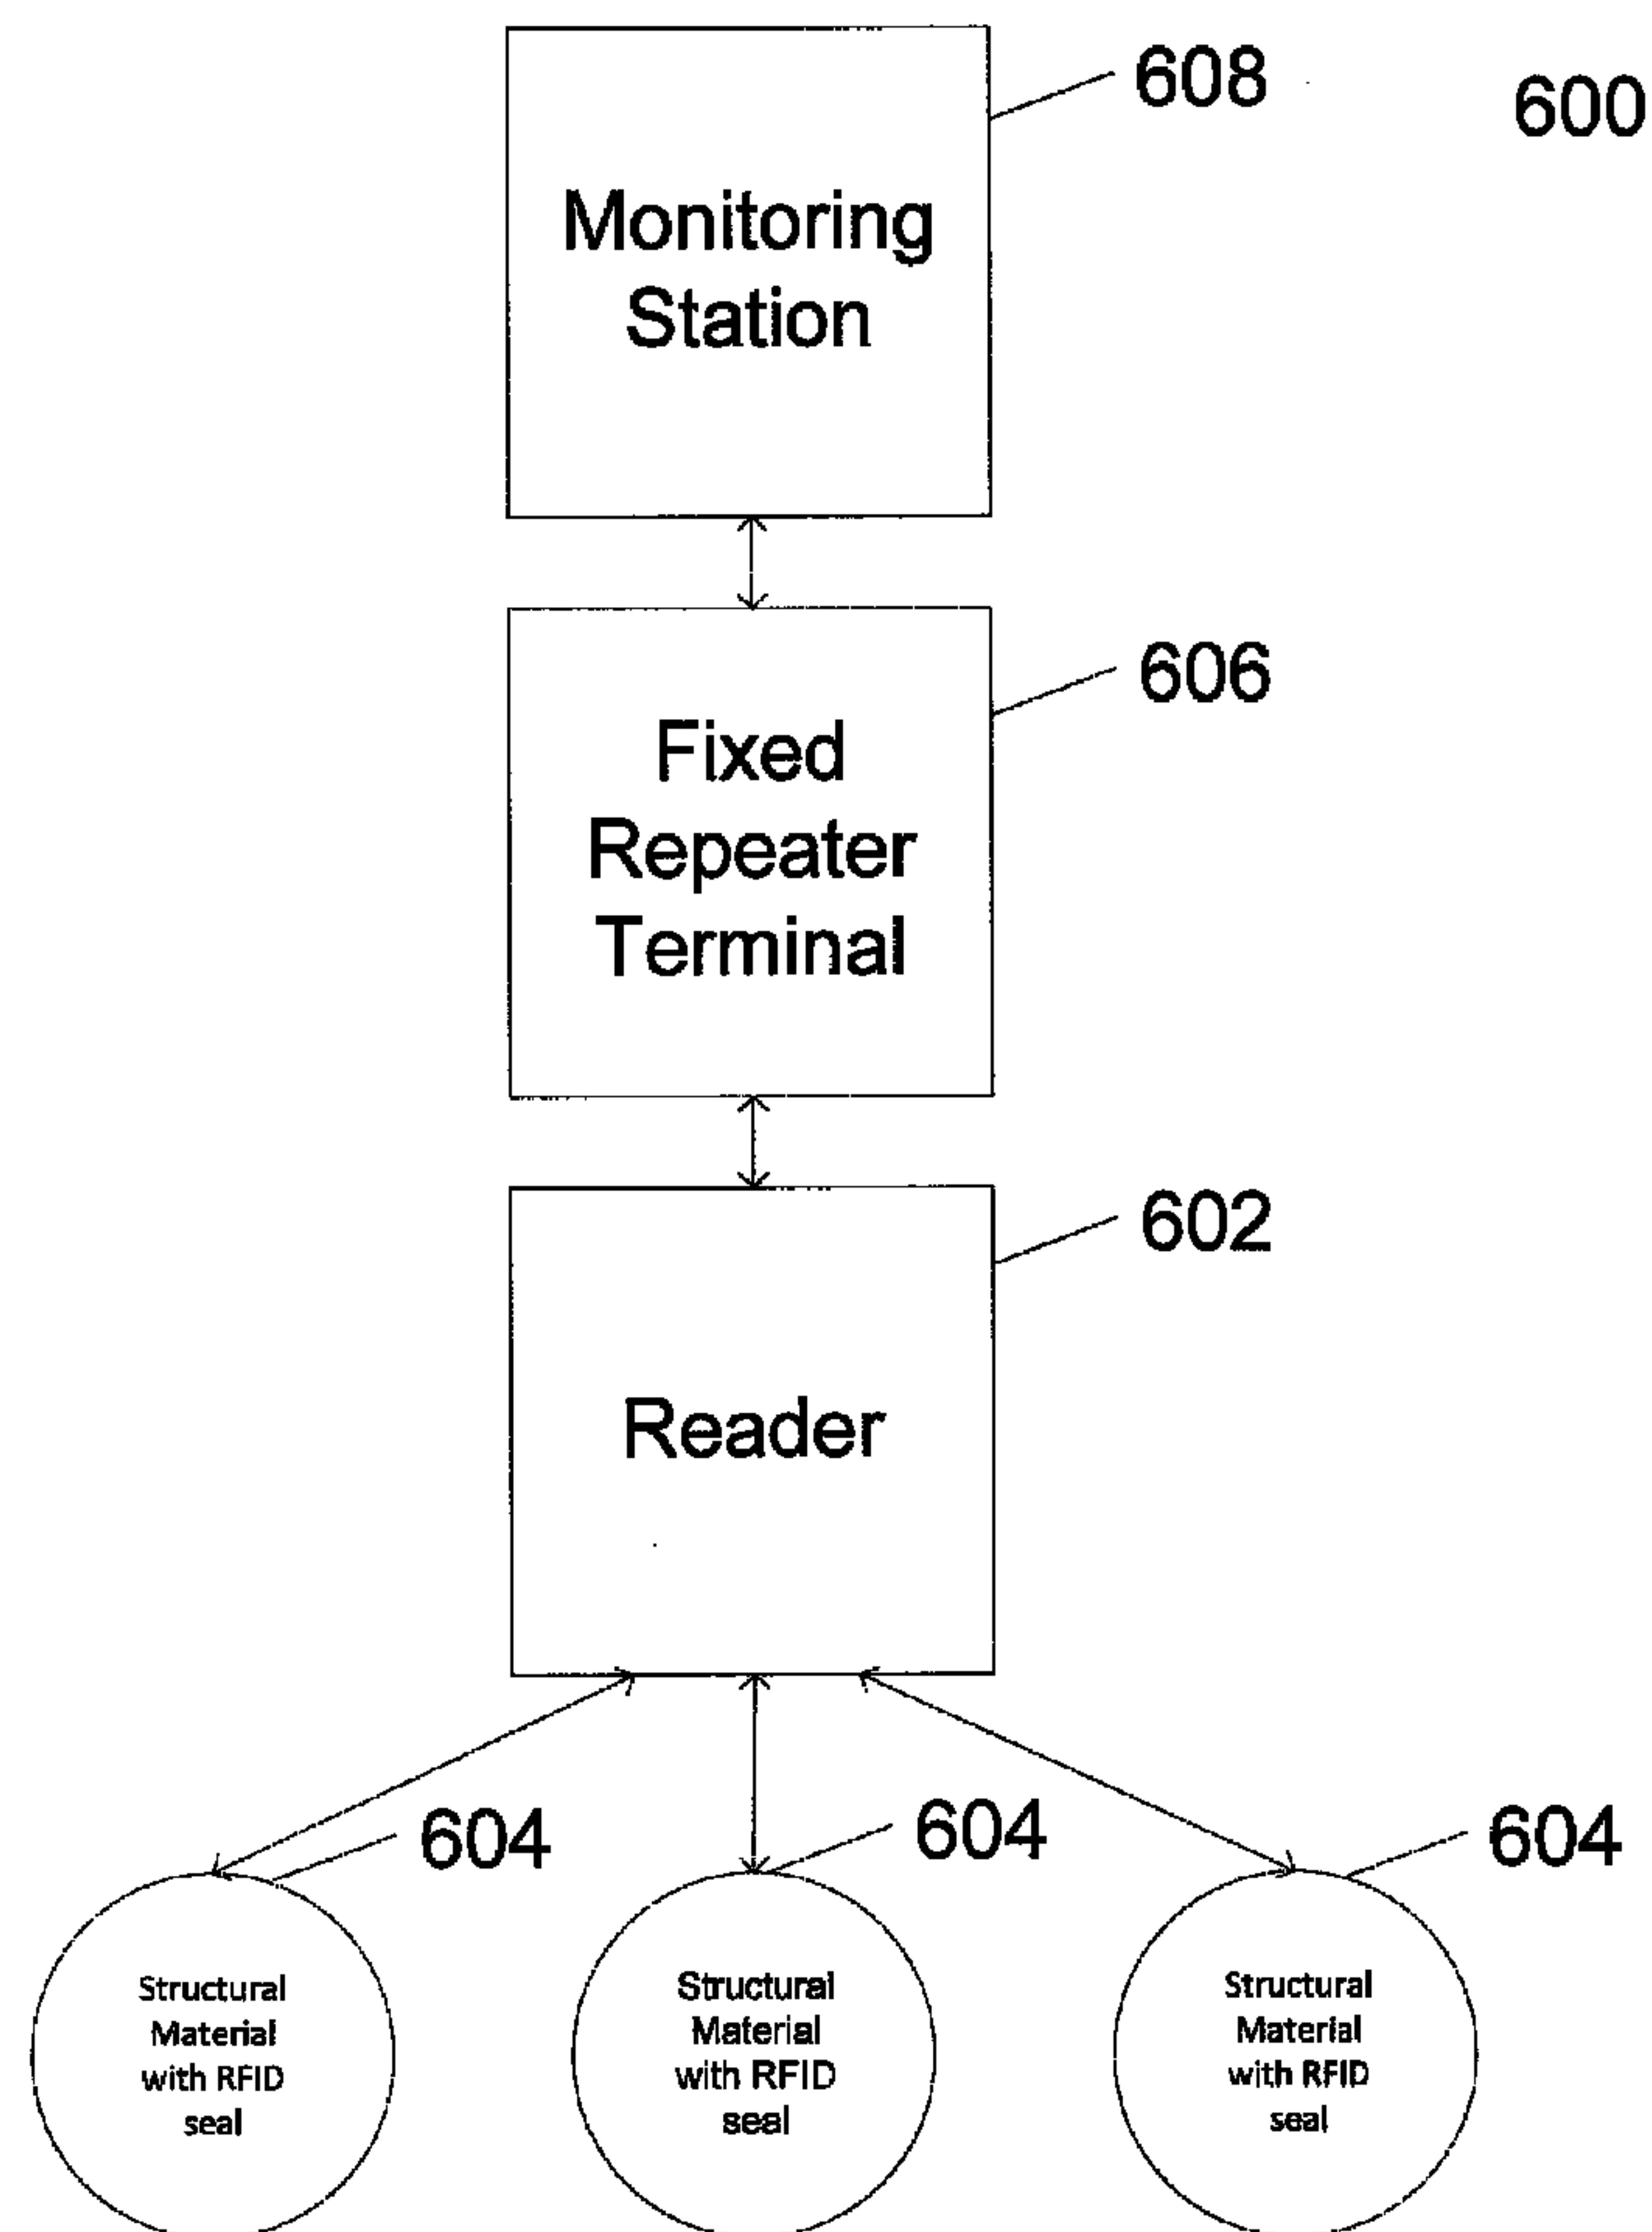 608
600
Monitoring
Station
606
Fixed
Repeater
Terminal
602
Reader
604
604
604
Structural
Material
with RFID
seal
Structural
Material
with RFID
seal
Structural
Material
with RFID
seal